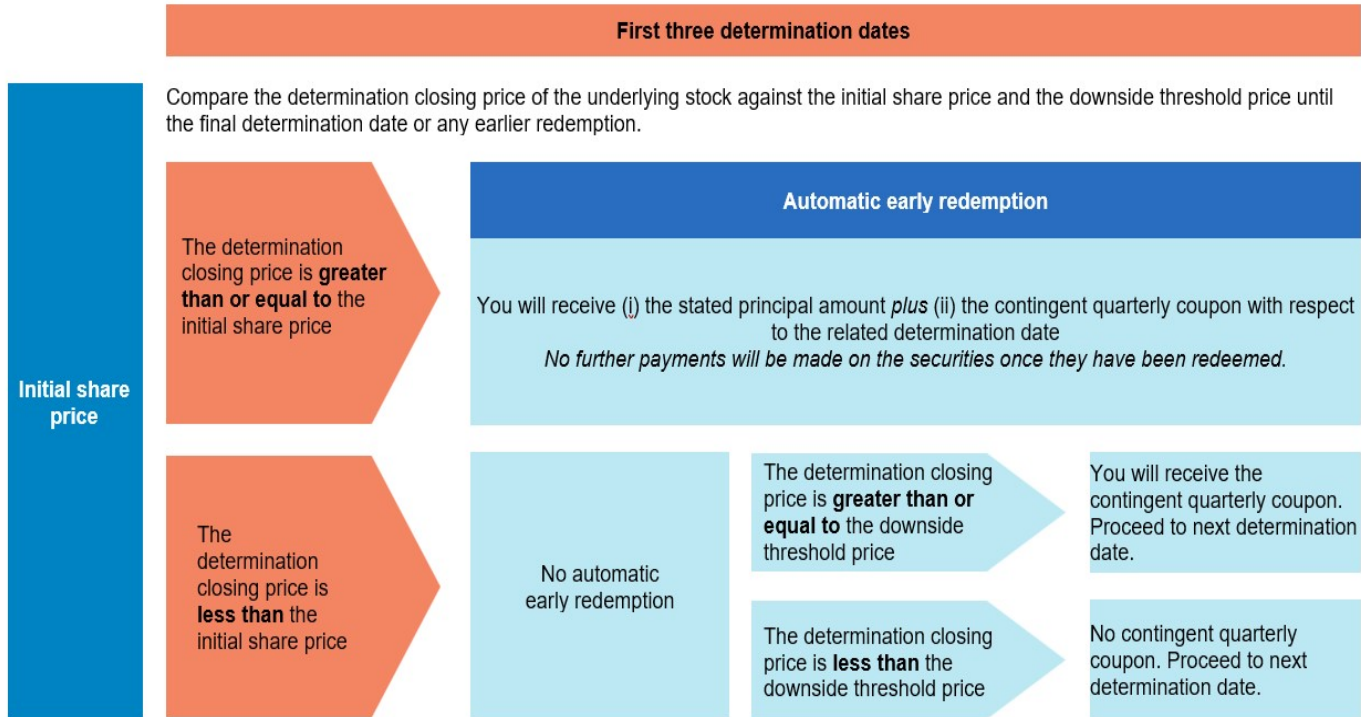 First three determination dates
Compare the determination closing price of the underlying stock against the initial share price and the downside threshold price until
the final determination date or any earlier redemption.
Initial share
price
The determination
closing price is greater
than or equal to the
initial share price
Automatic early redemption
You will receive (i) the stated principal amount plus (ii) the contingent quarterly coupon with respect
to the related determination date
No further payments will be made on the securities once they have been redeemed.
The
determination
closing price is
less than the
initial share price
No automatic
early redemption
The determination closing
price is greater than or
equal to the downside
threshold price
You will receive the
contingent quarterly coupon.
Proceed to next determination
date.
The determination closing
price is less than the
downside threshold price
No contingent quarterly
coupon. Proceed to next
determination date.